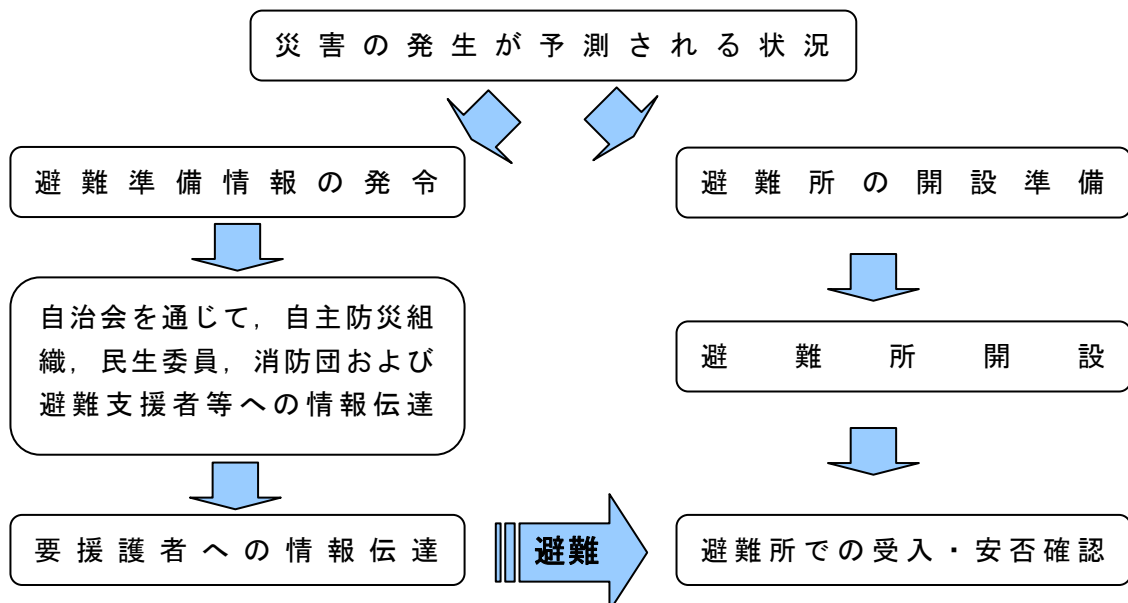 災害の発生が予測される状況
避難準備情報の発令
避難所の開設準備
自治会を通じて，自主防災組
織，民生委員，消防団および
避難支援者等への情報伝達
避難所開設
要援護者への情報伝達
避難
避難所での受入・安否確認